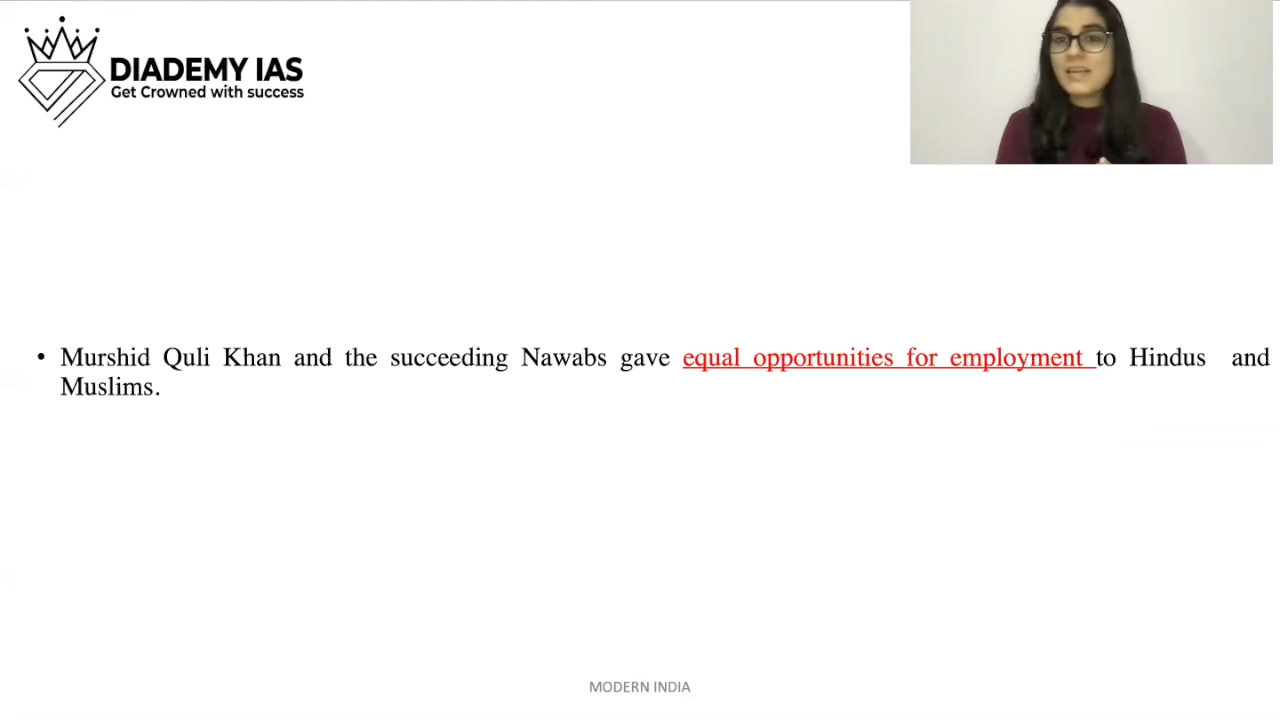 DIADEMY IAS
Get Crowned with success
• Murshid Quli Khan and the succeeding Nawabs gave equal opportunities for employment to Hindus and
Muslims.
MODERN INDIA